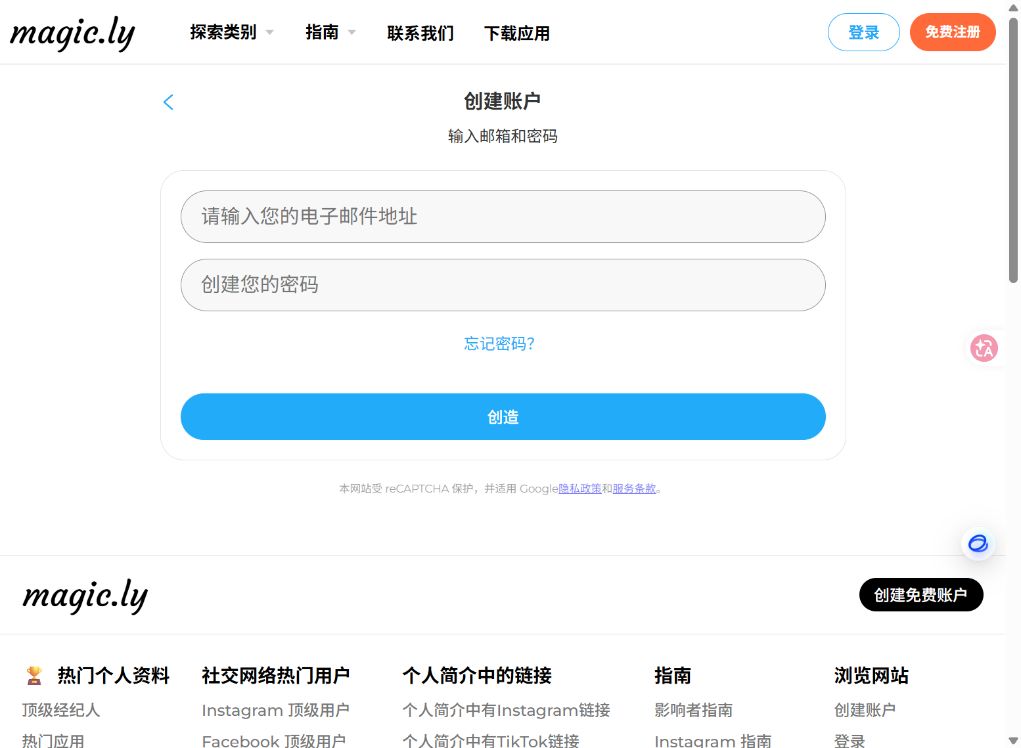 magic.ly 探索类别 指南 联系我们 下载应用 登录 免费注册
创建账户
输入邮箱和密码
请输入您的电子邮件地址
创建您的密码
忘记密码？
创造
本网站受 reCAPTCHA 保护，并适用 Google隐私政策和服务条款。
magic.ly 创建免费账户
热门个人资料 社交网络热门用户 个人简介中的链接 指南 浏览网站
顶级经纪人 Instagram 顶级用户 个人简介中有Instagram链接 影响者指南 创建账户
热门应用 Facebook 顶级用户 个人简介中有TikTok链接 Instagram 指南 登录